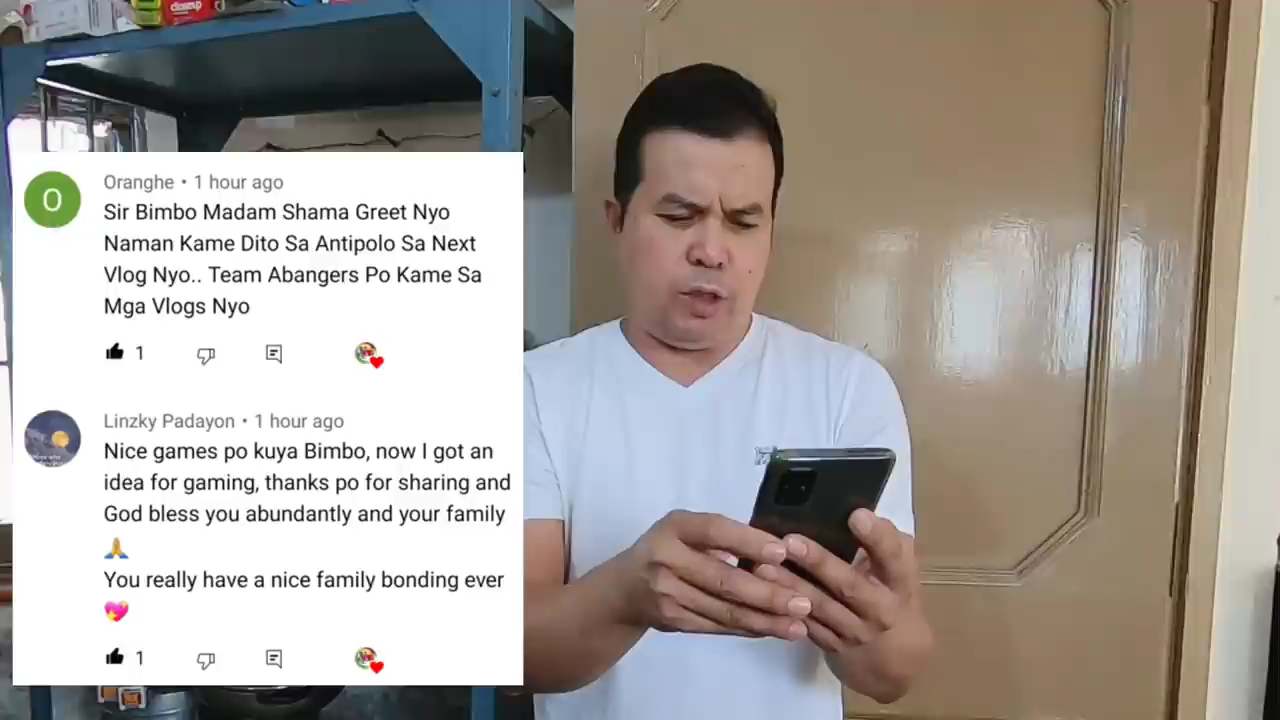 closeup
Oranghe • 1 hour ago
O
Sir Bimbo Madam Shama Greet Nyo
Naman Kame Dito Sa Antipolo Sa Next
Vlog Nyo.. Team Abangers Po Kame Sa
Mga Vlogs Nyo
1
Linzky Padayon • 1 hour ago
Nice games po kuya Bimbo, now I got an
idea for gaming, thanks po for sharing and
God bless you abundantly and your family
🙏
You really have a nice family bonding ever
💖
1